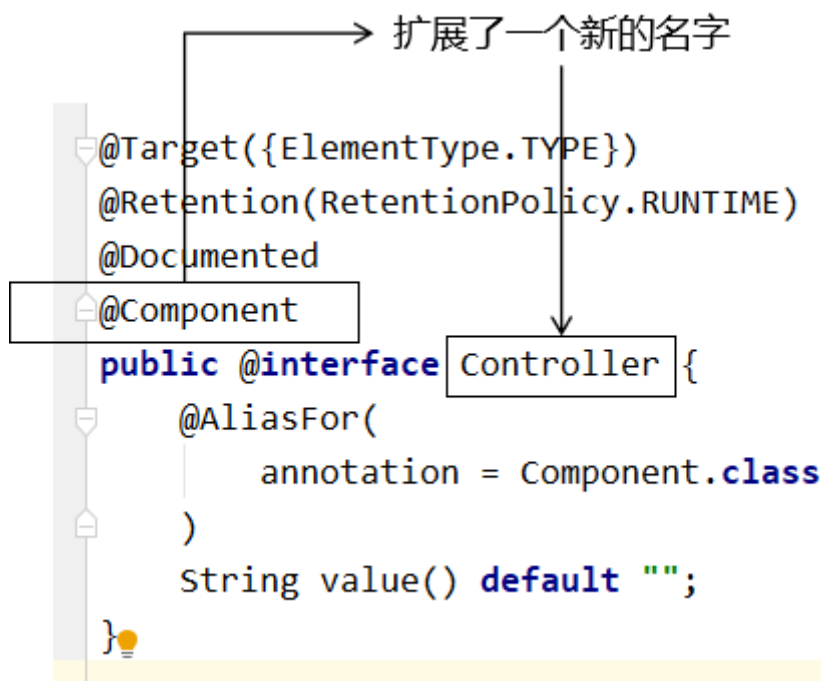 扩展了一个新的名字
@Target({ElementType.TYPE})
@Retention(RetentionPolicy.RUNTIME)
@Documented
@Component
public @interface Controller {
    @AliasFor(
        annotation = Component.class
    )
    String value() default "";
}